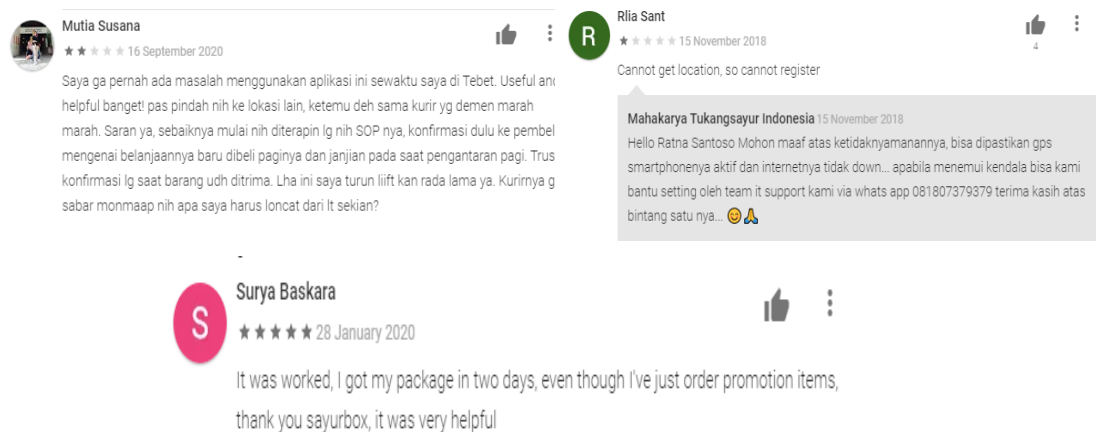 Mutia Susana
16 September 2020
Saya ga pernah ada masalah menggunakan aplikasi ini sewaktu saya di Tebet. Useful and
helpful banget! pas pindah nih ke lokasi lain, ketemu deh sama kurir yg demen marah
marah. Saran ya, sebaiknya mulai nih diterapin lg nih SOP nya, konfirmasi dulu ke pembel
mengenai belanjaannya baru dibeli paginya dan janjian pada saat pengantaran pagi. Trus
konfirmasi lg saat barang udh ditrima. Lha ini saya turun liift kan rada lama ya. Kurirnya g
sabar monmaap nih apa saya harus loncat dari lt sekian?
R
Rlia Sant
15 November 2018
4
Cannot get location, so cannot register
Mahakarya Tukangsayur Indonesia 15 November 2018
Hello Ratna Santoso Mohon maaf atas ketidaknyamanannya, bisa dipastikan gps
smartphonenya aktif dan internetnya tidak down... apabila menemui kendala bisa kami
bantu setting oleh team it support kami via whats app 081807379379 terima kasih atas
bintang satu nya... 😊🙏
S
Surya Baskara
28 January 2020
It was worked, I got my package in two days, even though I've just order promotion items,
thank you sayurbox, it was very helpful